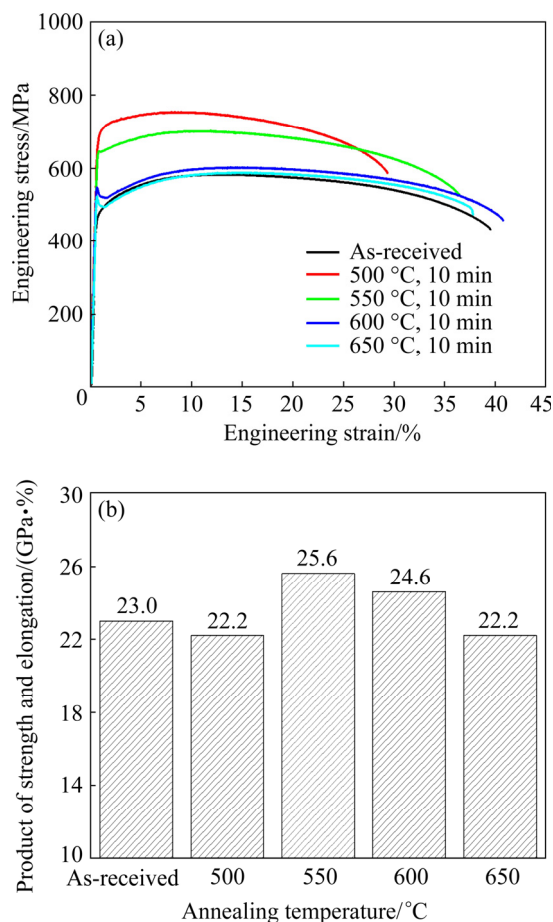 (a)
1000
800
600
400
200
0
Engineering stress/MPa
As-received
500 °C, 10 min
550 °C, 10 min
600 °C, 10 min
650 °C, 10 min
5 10 15 20 25 30 35 40 45
Engineering strain/%
(b)
30
26
22
18
14
10
Product of strength and elongation/(GPa•%)
23.0 22.2 25.6 24.6 22.2
As-received 500 550 600 650
Annealing temperature/°C